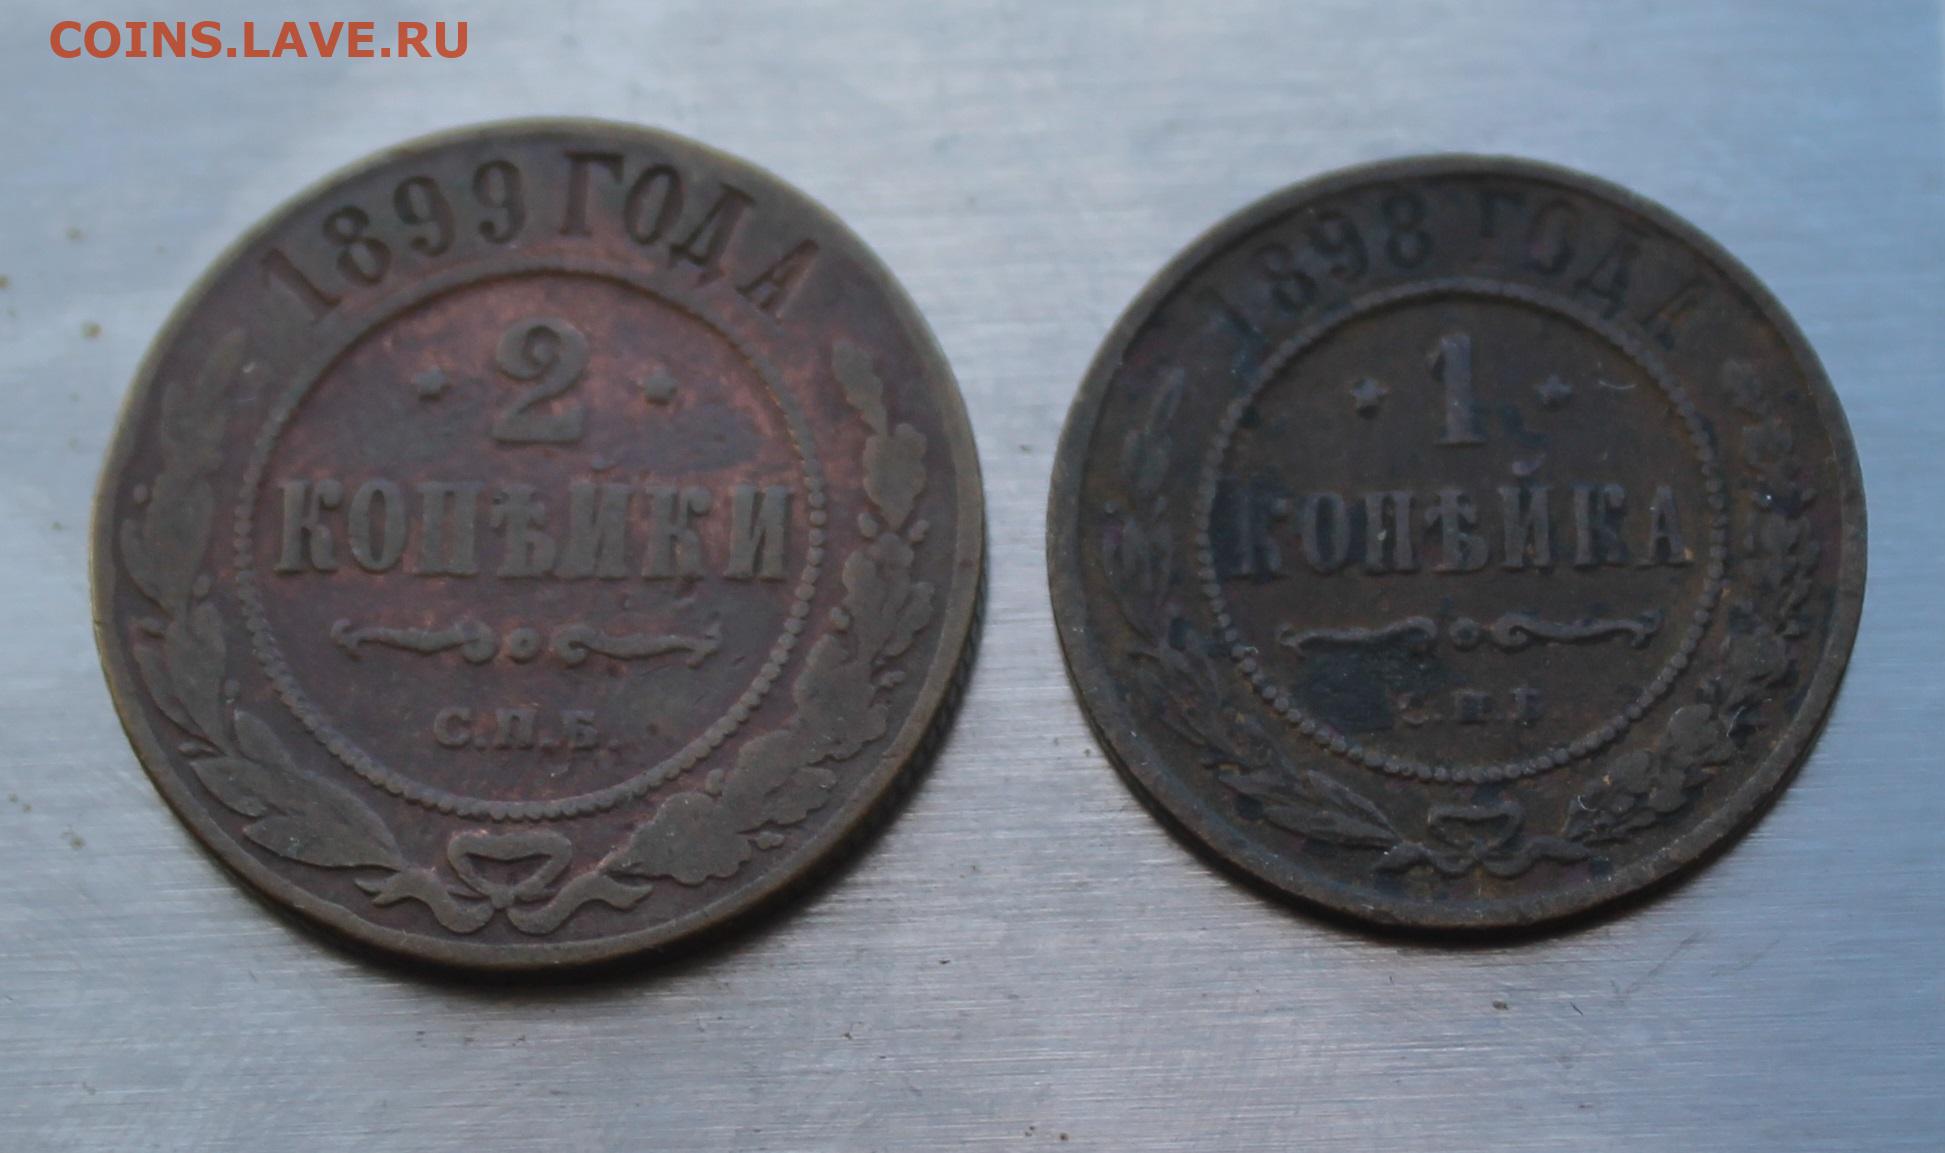 COINS.LAVE.RU
1899 ГОДА
2
КОПѢЙКИ
С.П.Б.
1898 ГОДА
1
КОПѢЙКА
С.П.Б.